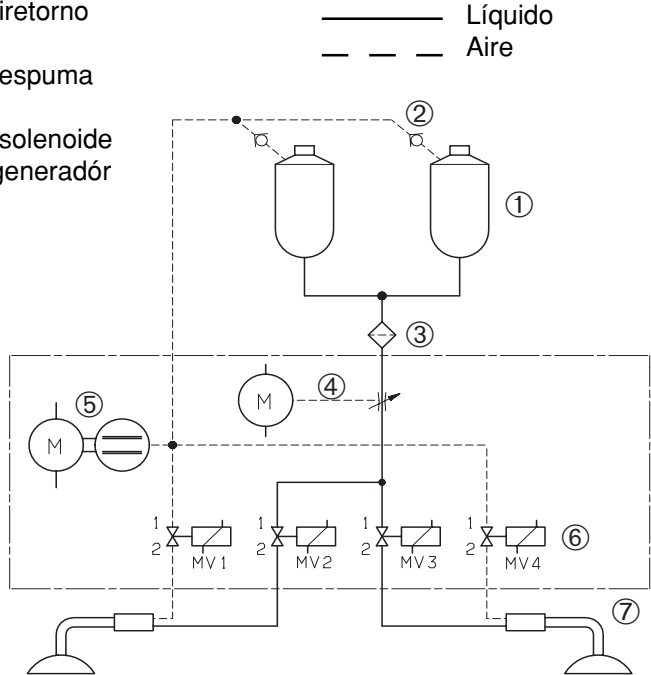 iretorno
espuma
solenoide
generadór
Líquido
Aire
②
①
③
④
M
⑤
M
1
2
MV1
1
2
MV2
1
2
MV3
1
2
MV4
⑥
⑦